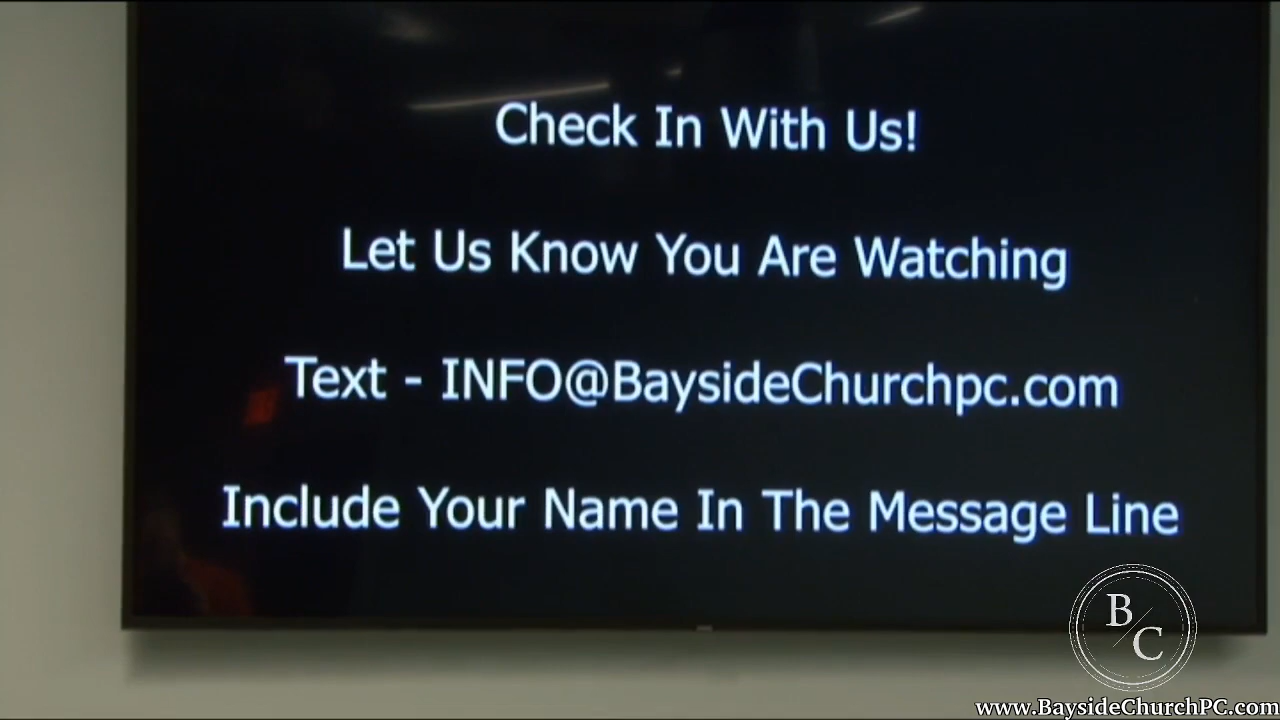 Check In With Us!
Let Us Know You Are Watching
Text - INFO@BaysideChurchpc.com
Include Your Name In The Message Line
B
C
www.BaysideChurchPC.com